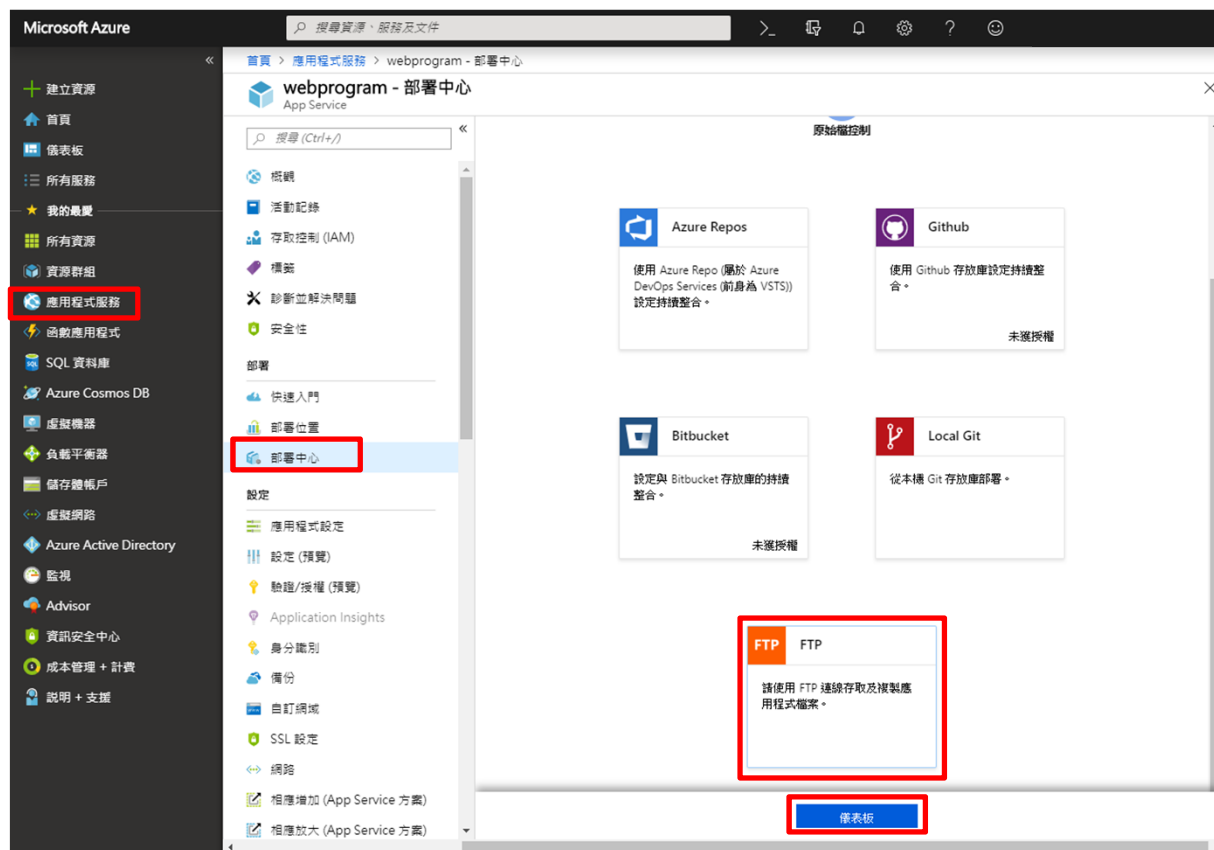 Microsoft Azure
搜尋資源、服務及文件
>_
?
«
建立資源
首頁
儀表板
所有服務
我的最愛
所有資源
資源群組
應用程式服務
函數應用程式
SQL 資料庫
Azure Cosmos DB
虛擬機器
負載平衡器
儲存體帳戶
虛擬網路
Azure Active Directory
監視
Advisor
資訊安全中心
成本管理 + 計費
說明 + 支援
首頁 > 應用程式服務 > webprogram - 部署中心
webprogram - 部署中心
App Service
搜尋 (Ctrl+/)
«
概觀
活動記錄
存取控制 (IAM)
標籤
診斷並解決問題
安全性
部署
快速入門
部署位置
部署中心
設定
應用程式設定
設定 (預覽)
驗證/授權 (預覽)
Application Insights
身分識別
備份
自訂網域
SSL 設定
網路
相應增加 (App Service 方案)
相應放大 (App Service 方案)
原始檔控制
Azure Repos
使用 Azure Repo (屬於 Azure
DevOps Services (前身為 VSTS))
設定持續整合。
Github
使用 Github 存放庫設定持續整
合。
未獲授權
Bitbucket
設定與 Bitbucket 存放庫的持續
整合。
未獲授權
Local Git
從本機 Git 存放庫部署。
FTP FTP
請使用 FTP 連線存取及複製應
用程式檔案。
儀表板